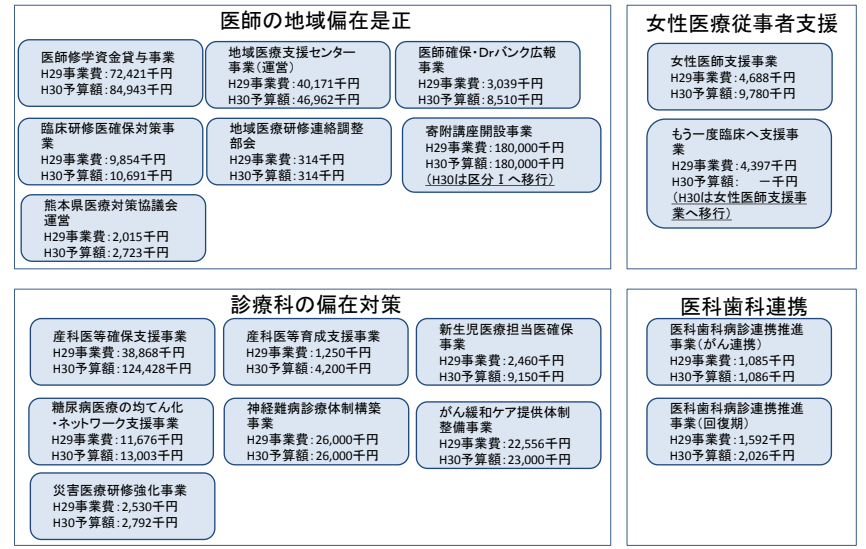 医師の地域偏在是正
医師修学資金貸与事業
H29事業費:72,421千円
H30予算額:84,943千円
地域医療支援センター
事業(運営)
H29事業費:40,171千円
H30予算額:46,962千円
医師確保・Drバンク広報
事業
H29事業費:3,039千円
H30予算額:8,510千円
臨床研修医確保対策事
業
H29事業費:9,854千円
H30予算額:10,691千円
地域医療研修連絡調整
部会
H29事業費:314千円
H30予算額:314千円
寄附講座開設事業
H29事業費:180,000千円
H30予算額:180,000千円
(H30は区分Ⅰへ移行)
熊本県医療対策協議会
運営
H29事業費:2,015千円
H30予算額:2,723千円
女性医療従事者支援
女性医師支援事業
H29事業費:4,688千円
H30予算額:9,780千円
もう一度臨床へ支援事
業
H29事業費:4,397千円
H30予算額: ー千円
(H30は女性医師支援事
業へ移行)
診療科の偏在対策
産科医等確保支援事業
H29事業費:38,868千円
H30予算額:124,428千円
産科医等育成支援事業
H29事業費:1,250千円
H30予算額:4,200千円
新生児医療担当医確保
事業
H29事業費:2,460千円
H30予算額:9,150千円
糖尿病医療の均てん化
・ネットワーク支援事業
H29事業費:11,676千円
H30予算額:13,003千円
神経難病診療体制構築
事業
H29事業費:26,000千円
H30予算額:26,000千円
がん緩和ケア提供体制
整備事業
H29事業費:22,556千円
H30予算額:23,000千円
災害医療研修強化事業
H29事業費:2,530千円
H30予算額:2,792千円
医科歯科連携
医科歯科病診連携推進
事業(がん連携)
H29事業費:1,085千円
H30予算額:1,086千円
医科歯科病診連携推進
事業(回復期)
H29事業費:1,592千円
H30予算額:2,026千円